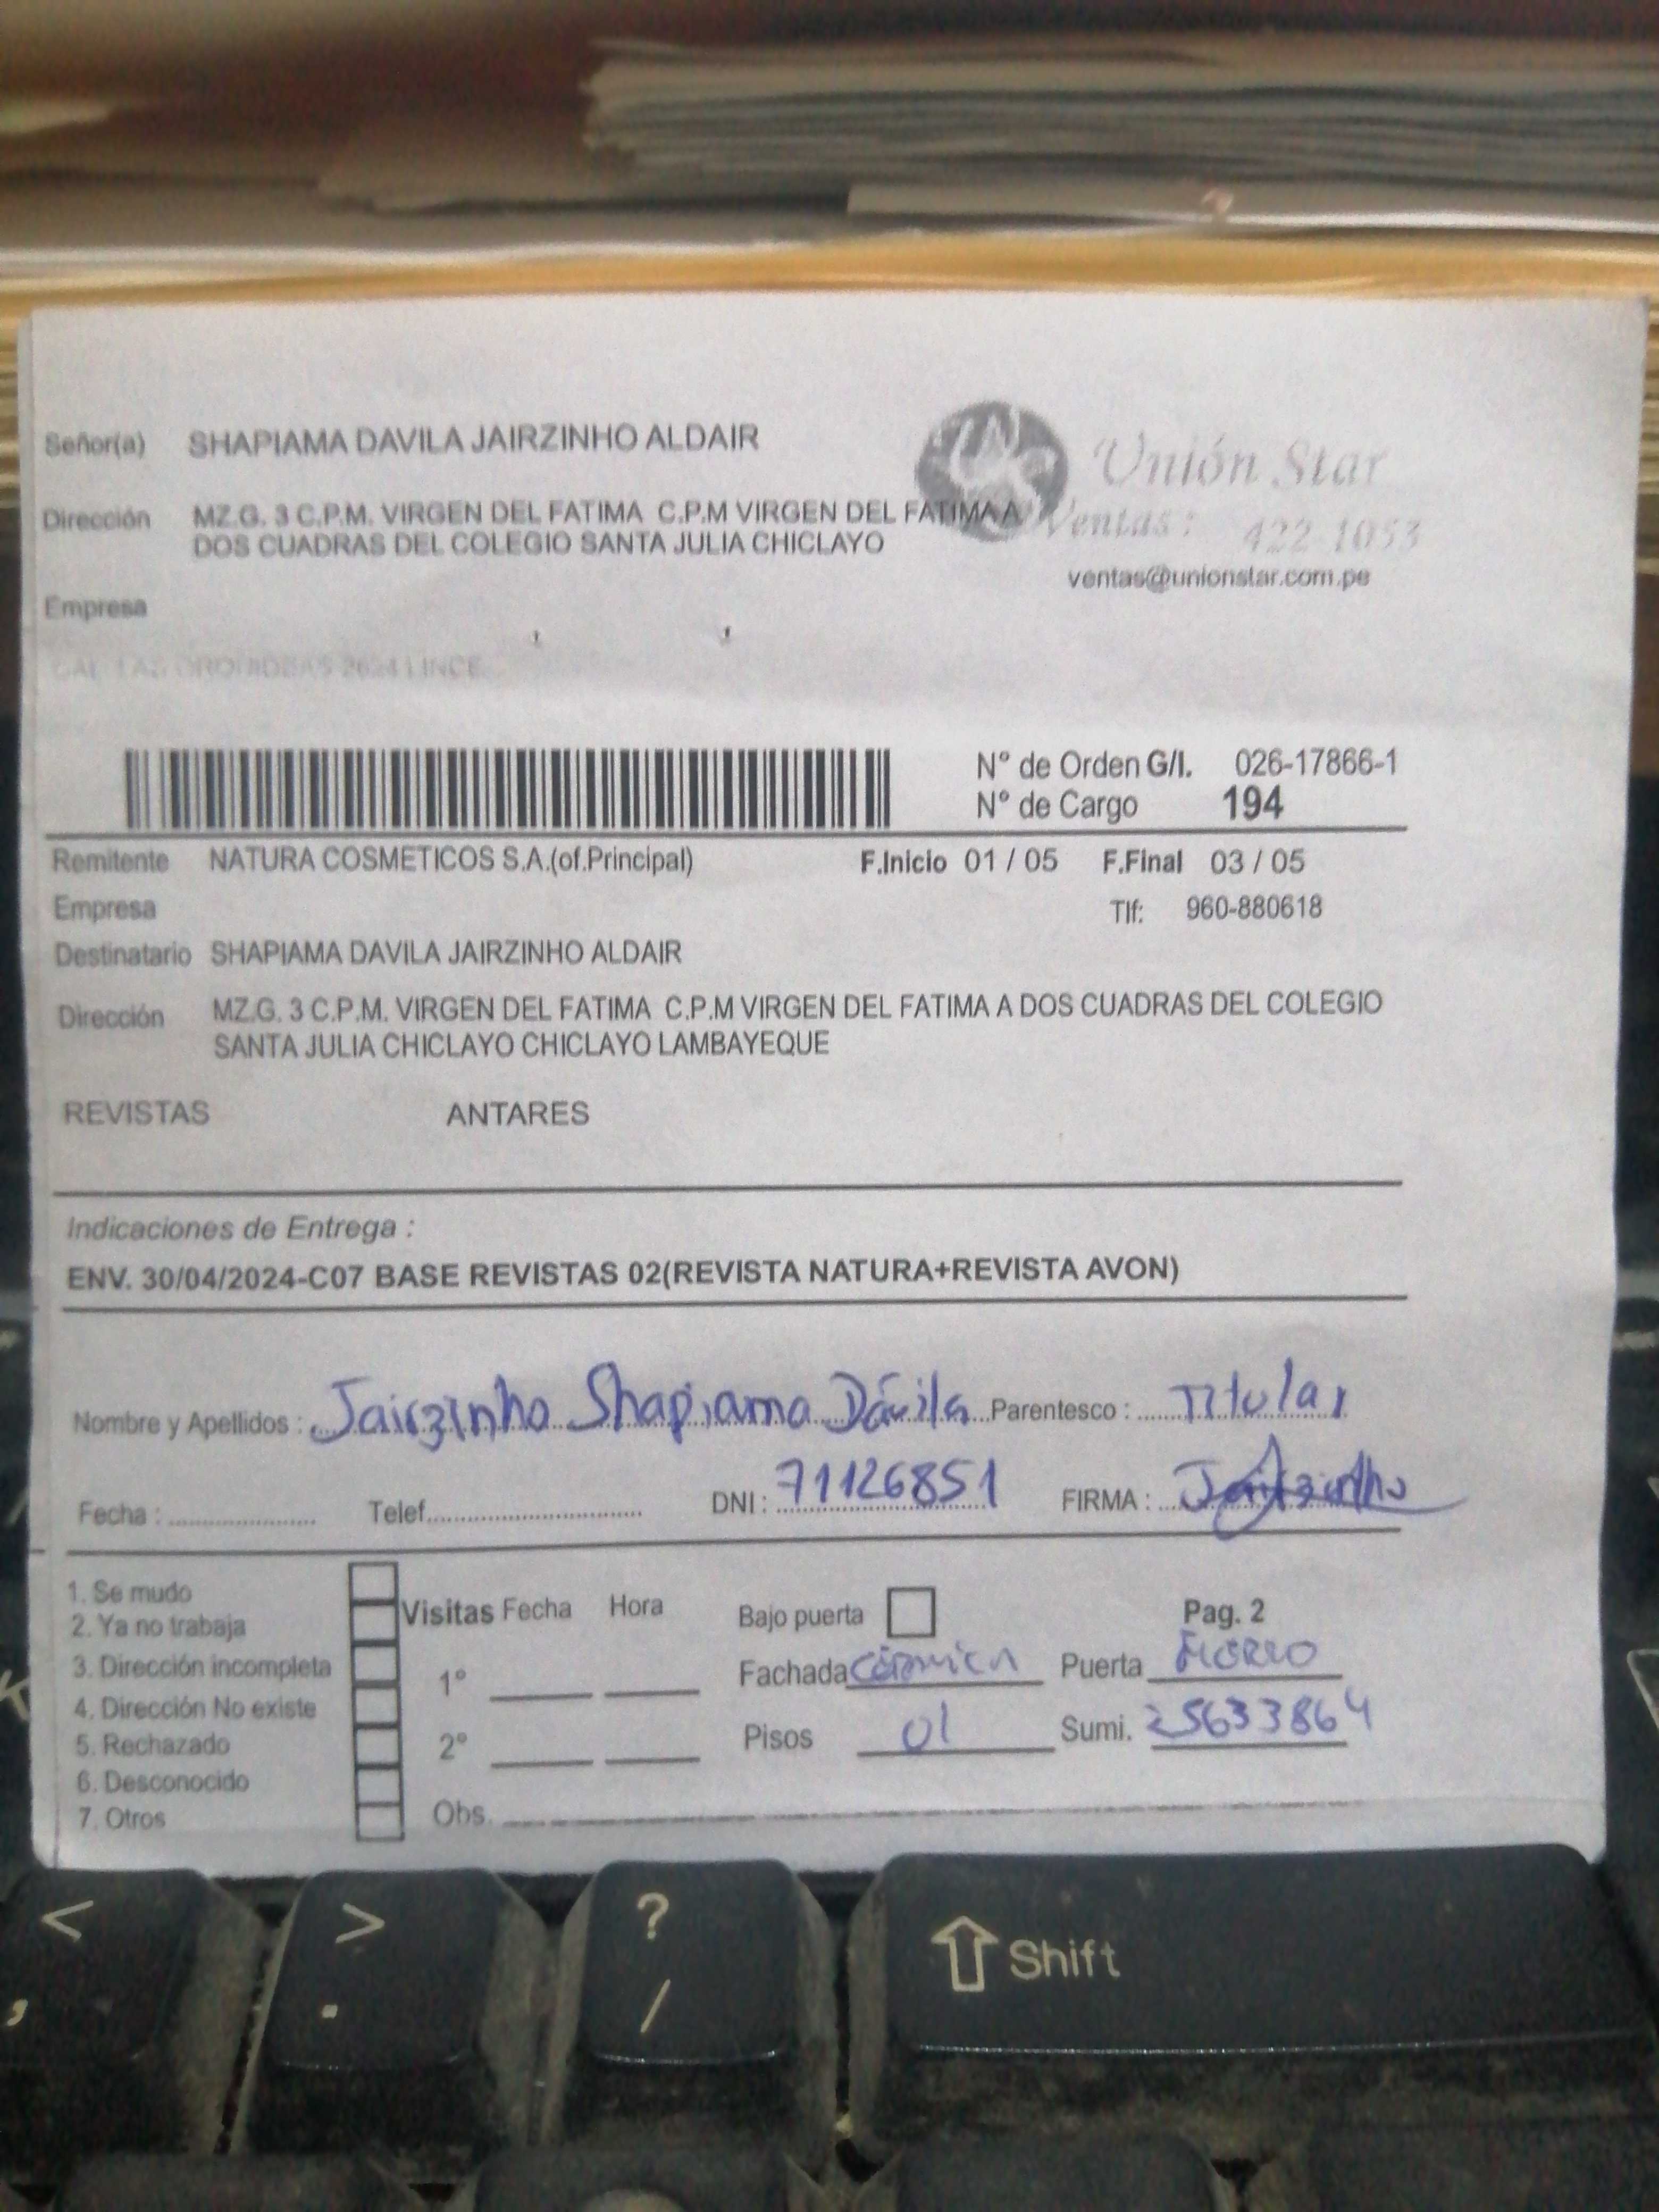 Señor(a) SHAPIAMA DAVILA JAIRZINHO ALDAIR
Unión Star
Dirección MZ.G. 3 C.P.M. VIRGEN DEL FATIMA C.P.M VIRGEN DEL FATIMA A
DOS CUADRAS DEL COLEGIO SANTA JULIA CHICLAYO
Ventas: 422-1053
ventas@unionstar.com.pe
Empresa
CAL. LAS ORQUIDEAS 2624 LINCE
N° de Orden G/I. 026-17866-1
N° de Cargo 194
Remitente NATURA COSMETICOS S.A.(of.Principal) F.Inicio 01 / 05 F.Final 03 / 05
Empresa Tlf: 960-880618
Destinatario SHAPIAMA DAVILA JAIRZINHO ALDAIR
Dirección MZ.G. 3 C.P.M. VIRGEN DEL FATIMA C.P.M VIRGEN DEL FATIMA A DOS CUADRAS DEL COLEGIO
SANTA JULIA CHICLAYO CHICLAYO LAMBAYEQUE
REVISTAS ANTARES
Indicaciones de Entrega :
ENV. 30/04/2024-C07 BASE REVISTAS 02(REVISTA NATURA+REVISTA AVON)
Nombre y Apellidos : Jairzinho Shapiama Dávila Parentesco : Titular
Fecha : Telef. DNI : 71126851 FIRMA : Jairzinho
1. Se mudo
2. Ya no trabaja
3. Dirección incompleta
4. Dirección No existe
5. Rechazado
6. Desconocido
7. Otros
Visitas Fecha Hora
1°
2°
Obs.
Bajo puerta Pag. 2
Fachada Puerta Fierro
Pisos 01 Sumi. 25633864
< , > . ? / Shift